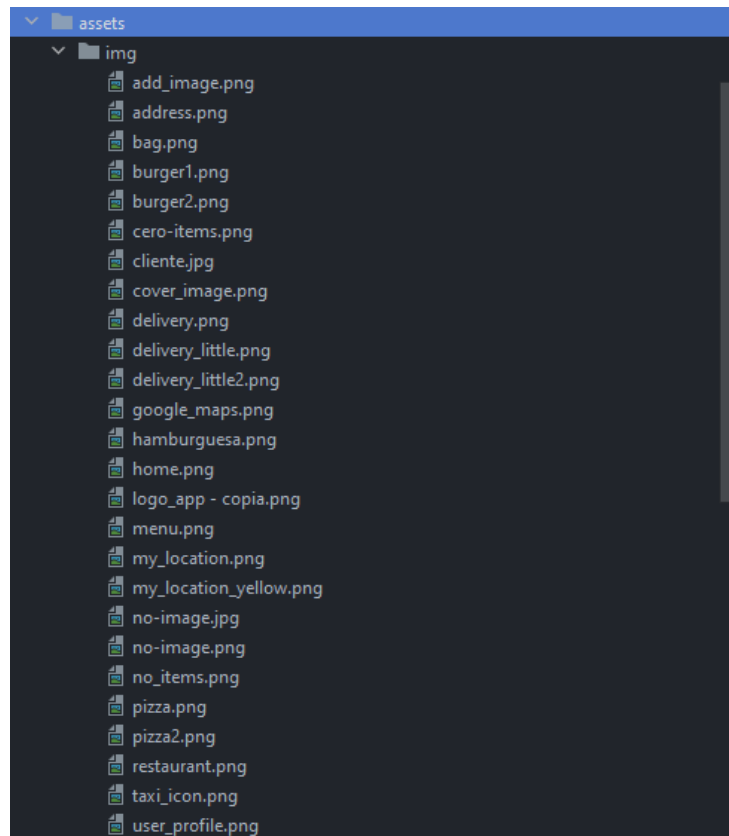 assets
img
add_image.png
address.png
bag.png
burger1.png
burger2.png
cero-items.png
cliente.jpg
cover_image.png
delivery.png
delivery_little.png
delivery_little2.png
google_maps.png
hamburguesa.png
home.png
logo_app - copia.png
menu.png
my_location.png
my_location_yellow.png
no-image.jpg
no-image.png
no_items.png
pizza.png
pizza2.png
restaurant.png
taxi_icon.png
user_profile.png